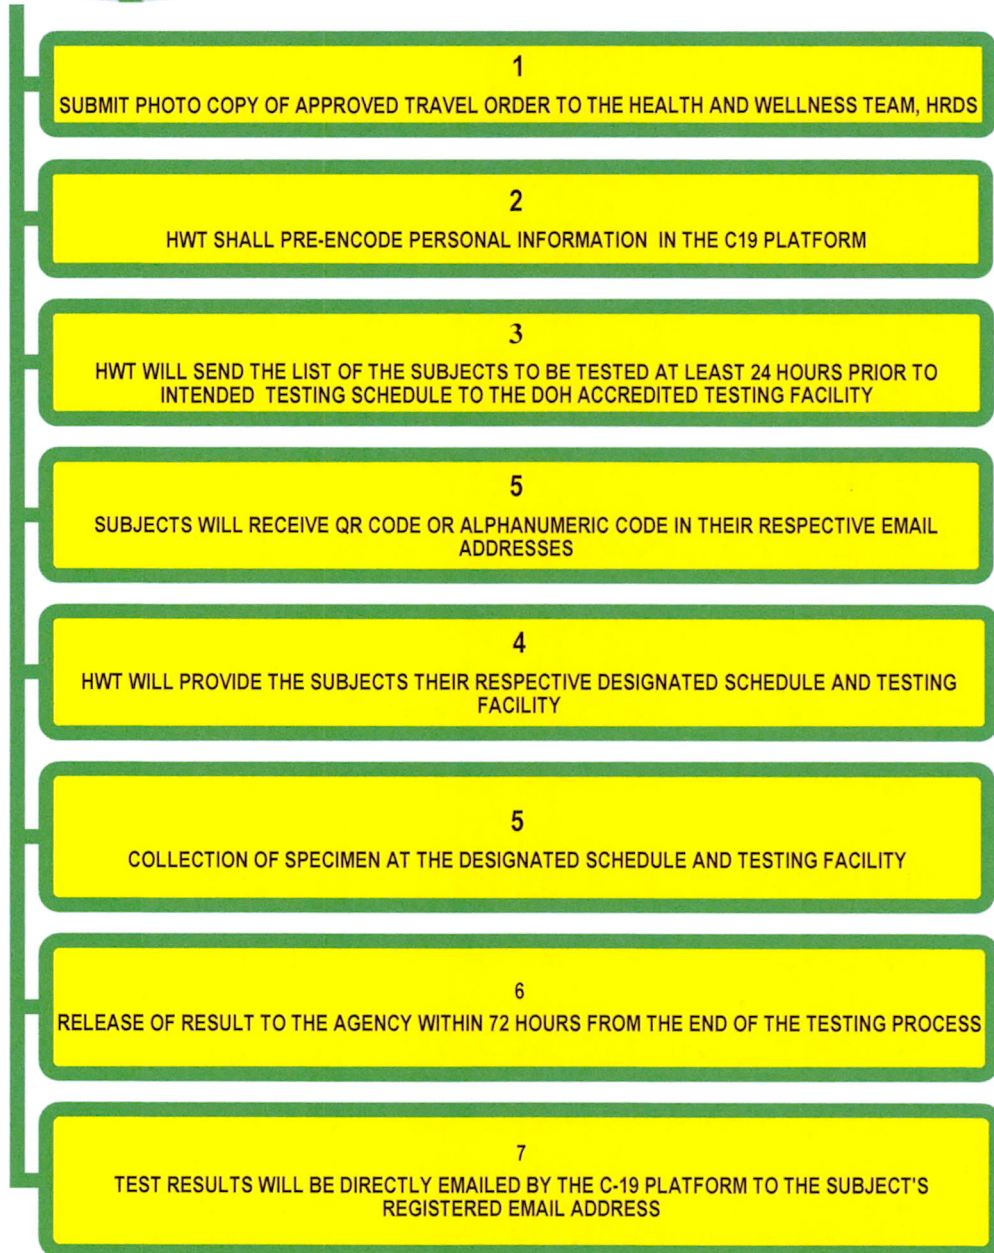 1
SUBMIT PHOTO COPY OF APPROVED TRAVEL ORDER TO THE HEALTH AND WELLNESS TEAM, HRDS
2
HWT SHALL PRE-ENCODE PERSONAL INFORMATION IN THE C19 PLATFORM
3
HWT WILL SEND THE LIST OF THE SUBJECTS TO BE TESTED AT LEAST 24 HOURS PRIOR TO
INTENDED TESTING SCHEDULE TO THE DOH ACCREDITED TESTING FACILITY
5
SUBJECTS WILL RECEIVE QR CODE OR ALPHANUMERIC CODE IN THEIR RESPECTIVE EMAIL
ADDRESSES
4
HWT WILL PROVIDE THE SUBJECTS THEIR RESPECTIVE DESIGNATED SCHEDULE AND TESTING
FACILITY
5
COLLECTION OF SPECIMEN AT THE DESIGNATED SCHEDULE AND TESTING FACILITY
6
RELEASE OF RESULT TO THE AGENCY WITHIN 72 HOURS FROM THE END OF THE TESTING PROCESS
7
TEST RESULTS WILL BE DIRECTLY EMAILED BY THE C-19 PLATFORM TO THE SUBJECT'S
REGISTERED EMAIL ADDRESS